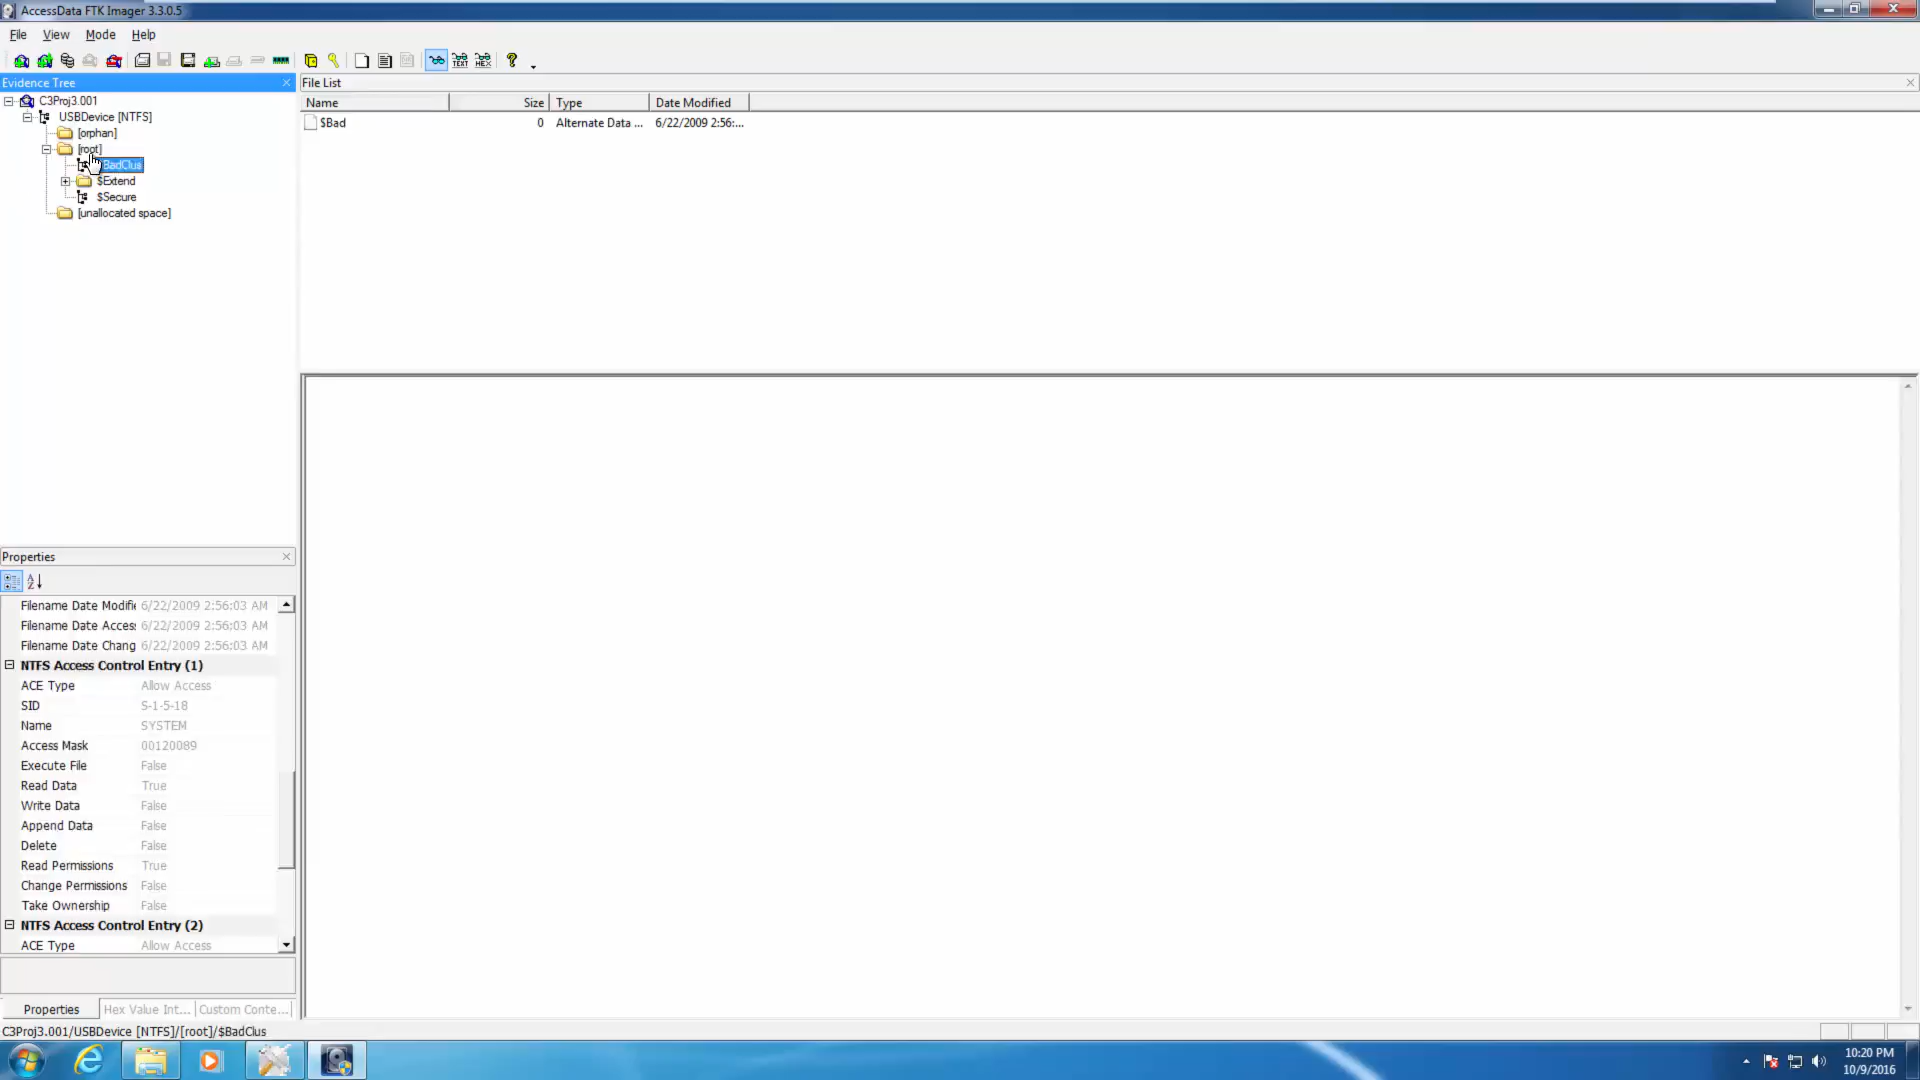 AccessData FTK Imager 3.3.0.5
File View Mode Help
Evidence Tree
C3Proj3.001
USBDevice [NTFS]
[orphan]
[root]
BadClus
$Extend
$Secure
[unallocated space]
File List
Name Size Type Date Modified
$Bad 0 Alternate Data ... 6/22/2009 2:56:...
Properties
Filename Date Modifi 6/22/2009 2:56:03 AM
Filename Date Acces 6/22/2009 2:56:03 AM
Filename Date Chang 6/22/2009 2:56:03 AM
NTFS Access Control Entry (1)
ACE Type Allow Access
SID S-1-5-18
Name SYSTEM
Access Mask 00120089
Execute File False
Read Data True
Write Data False
Append Data False
Delete False
Read Permissions True
Change Permissions False
Take Ownership False
NTFS Access Control Entry (2)
ACE Type Allow Access
Properties Hex Value Int... Custom Conte...
C3Proj3.001/USBDevice [NTFS]/[root]/$BadClus
10:20 PM
10/9/2016